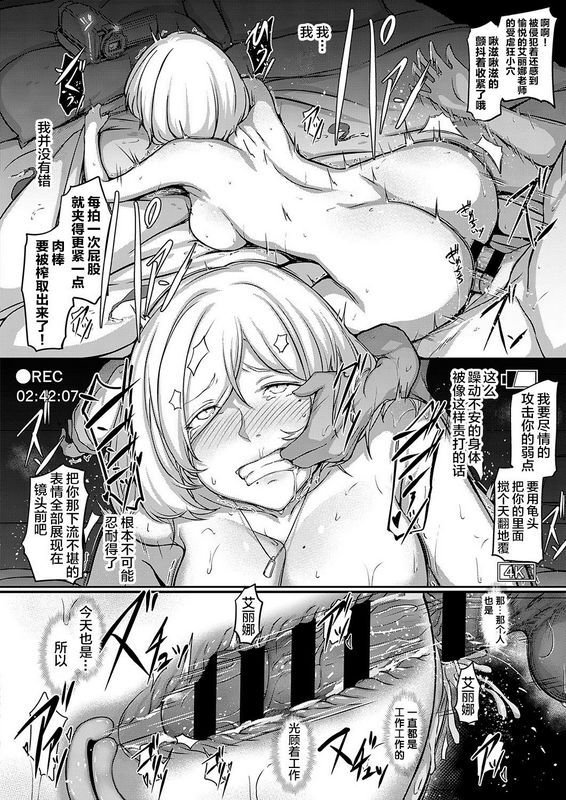 啊啊！
被侵犯着还感到
愉悦的艾丽娜老师
的受虐狂小穴
啾滋啾滋的
颤抖着收紧了哦
我…
我…
我并没有错
每拍一次屁股
就夹得更紧一点
肉棒
要被榨取出来了！
REC
02:42:07
我要尽情的
攻击你的弱点
要用龟头
把你的里面
搅个天翻地覆
4K
这么
躁动不安的身体
被像这样责打的话
根本不可能
忍耐得了
把你那下流不堪的
表情全部展现在
镜头前吧
那…那个人
也是
艾丽娜
一直都是
工作工作的
光顾着工作
艾丽娜
今天也是…
所以